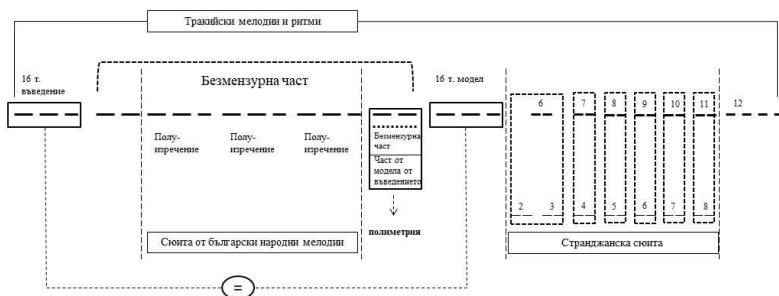 Тракийски мелодии и ритми
16 т.
въведение
Безмензурна част
16 т. модел
6 7 8 9 10 11 12
Полу-
изречение
Полу-
изречение
Полу-
изречение
Безмензурна
част
Част от
модела от
въведението
2 3 4 5 6 7 8
полиметрия
Сюита от български народни мелодии
Странджанска сюита
=